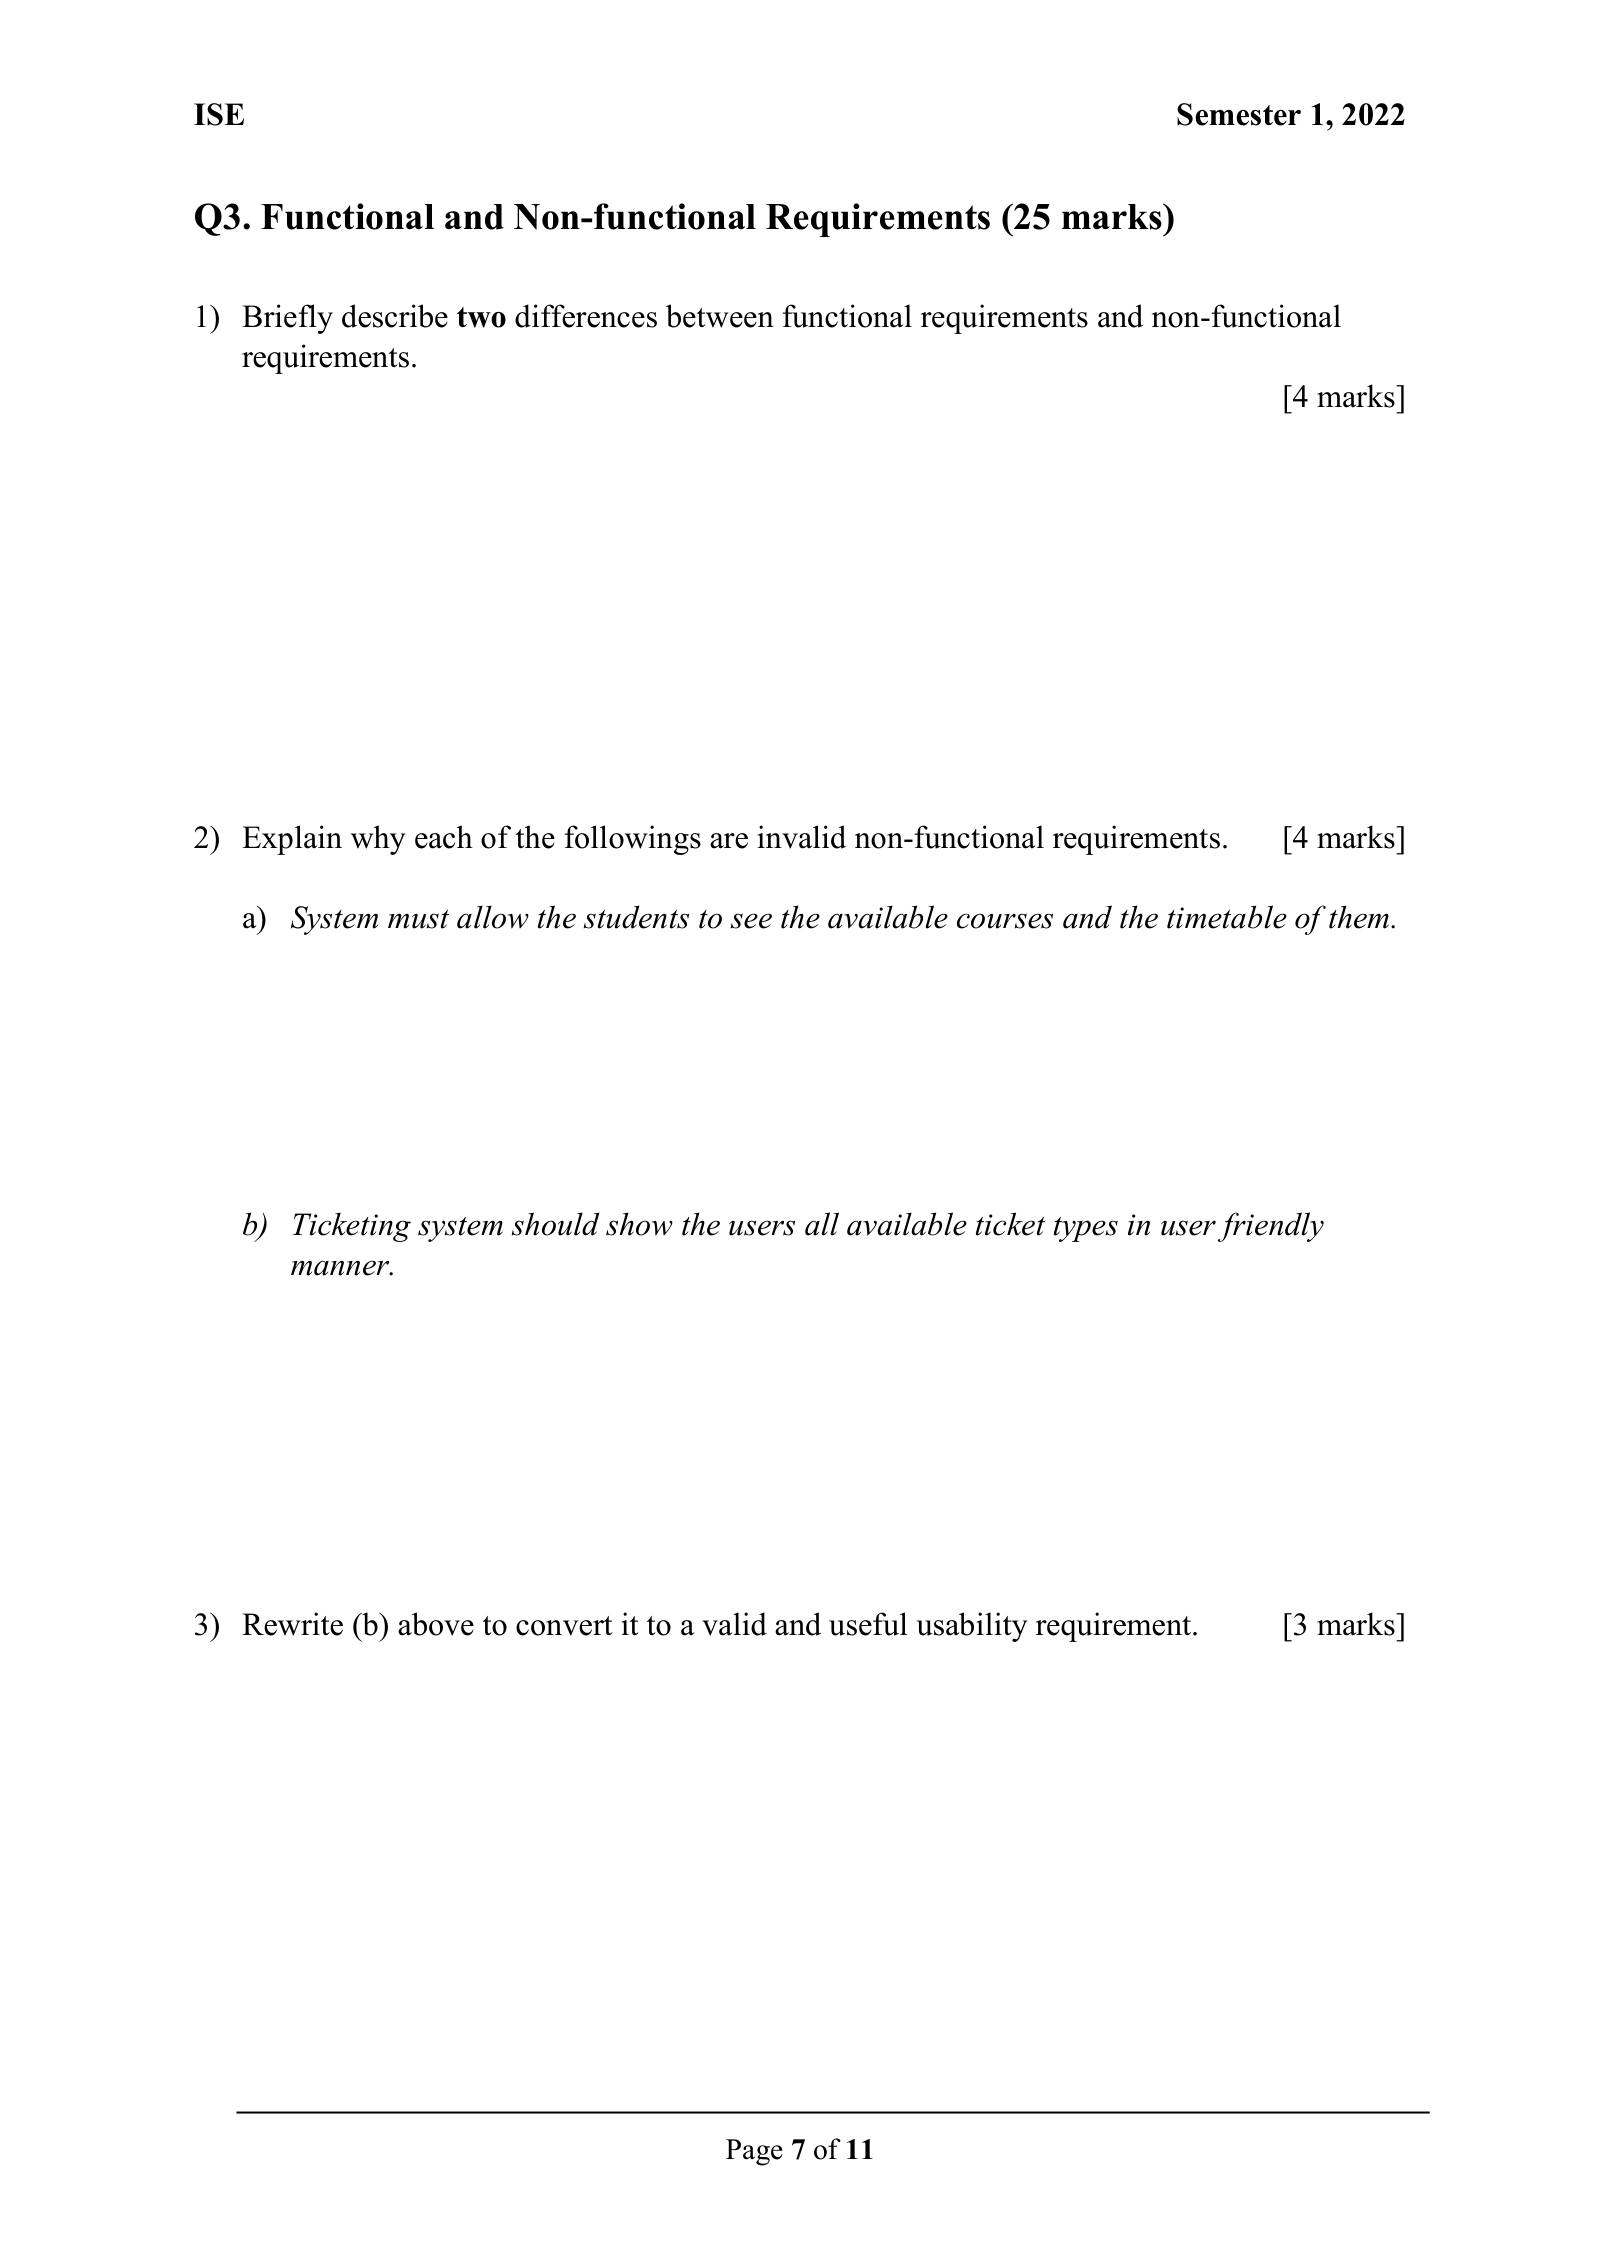 ISE Semester 1, 2022
Q3. Functional and Non-functional Requirements (25 marks)
1) Briefly describe two differences between functional requirements and non-functional
requirements.
[4 marks]
2) Explain why each of the followings are invalid non-functional requirements. [4 marks]
a) System must allow the students to see the available courses and the timetable of them.
b) Ticketing system should show the users all available ticket types in user friendly
manner.
3) Rewrite (b) above to convert it to a valid and useful usability requirement. [3 marks]
Page 7 of 11